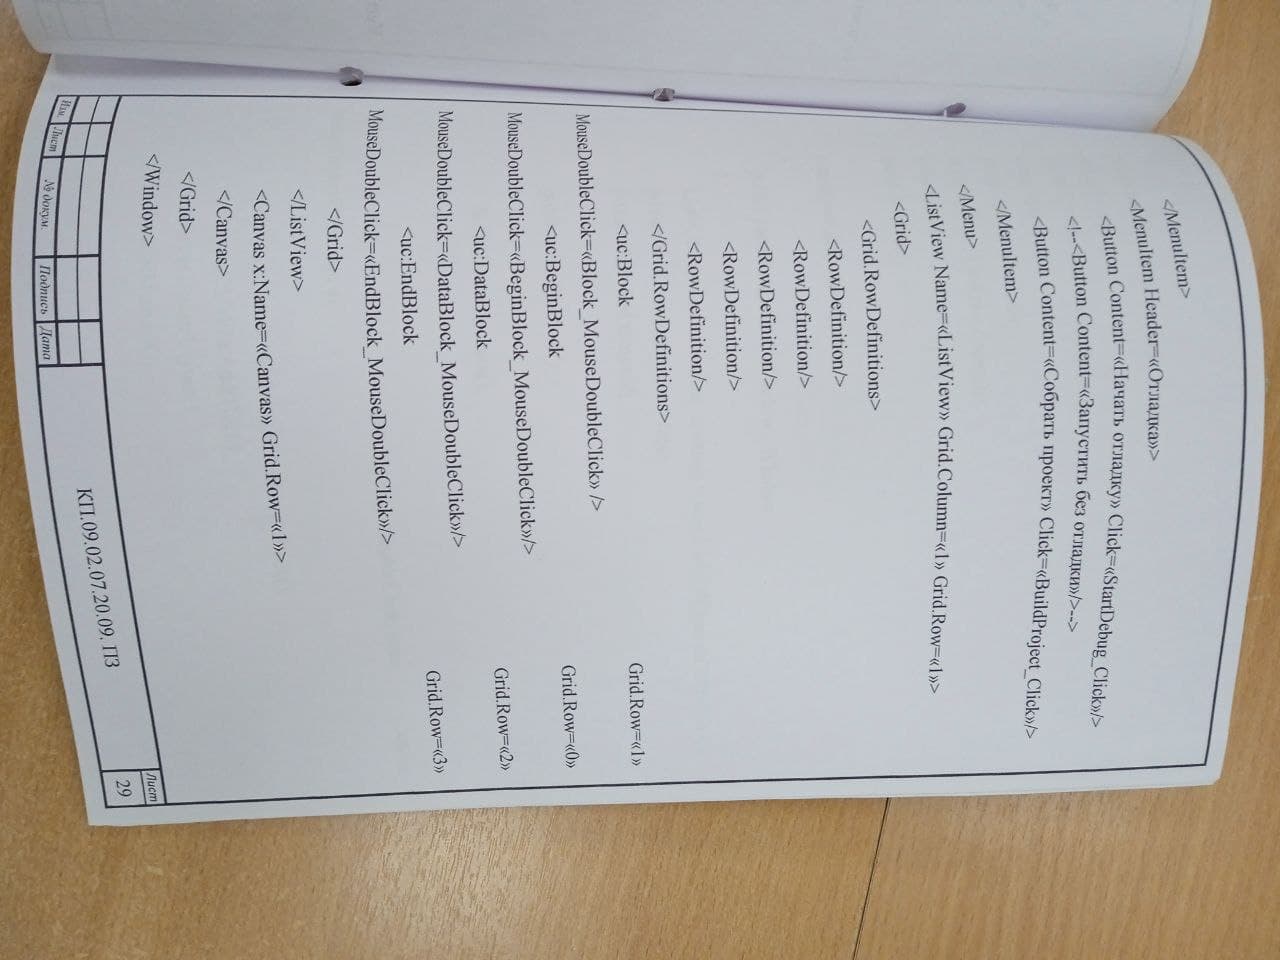 </MenuItem>
<MenuItem Header=«Отладка»>
<Button Content=«Начать отладку» Click=«StartDebug_Click»/>
<!--<Button Content=«Запустить без отладки»/>-->
<Button Content=«Собрать проект» Click=«BuildProject_Click»/>
</MenuItem>
</Menu>
<ListView Name=«ListView» Grid.Column=«1» Grid.Row=«1»>
<Grid>
<Grid.RowDefinitions>
<RowDefinition/>
<RowDefinition/>
<RowDefinition/>
<RowDefinition/>
<RowDefinition/>
</Grid.RowDefinitions>
<uc:Block Grid.Row=«1»
MouseDoubleClick=«Block_MouseDoubleClick» />
<uc:BeginBlock Grid.Row=«0»
MouseDoubleClick=«BeginBlock_MouseDoubleClick»/>
<uc:DataBlock Grid.Row=«2»
MouseDoubleClick=«DataBlock_MouseDoubleClick»/>
<uc:EndBlock Grid.Row=«3»
MouseDoubleClick=«EndBlock_MouseDoubleClick»/>
</Grid>
</ListView>
<Canvas x:Name=«Canvas» Grid.Row=«1»>
</Canvas>
</Grid>
</Window>
КП.09.02.07.20.09. ПЗ
Лист
29
Изм. Лист № докум. Подпись Дата